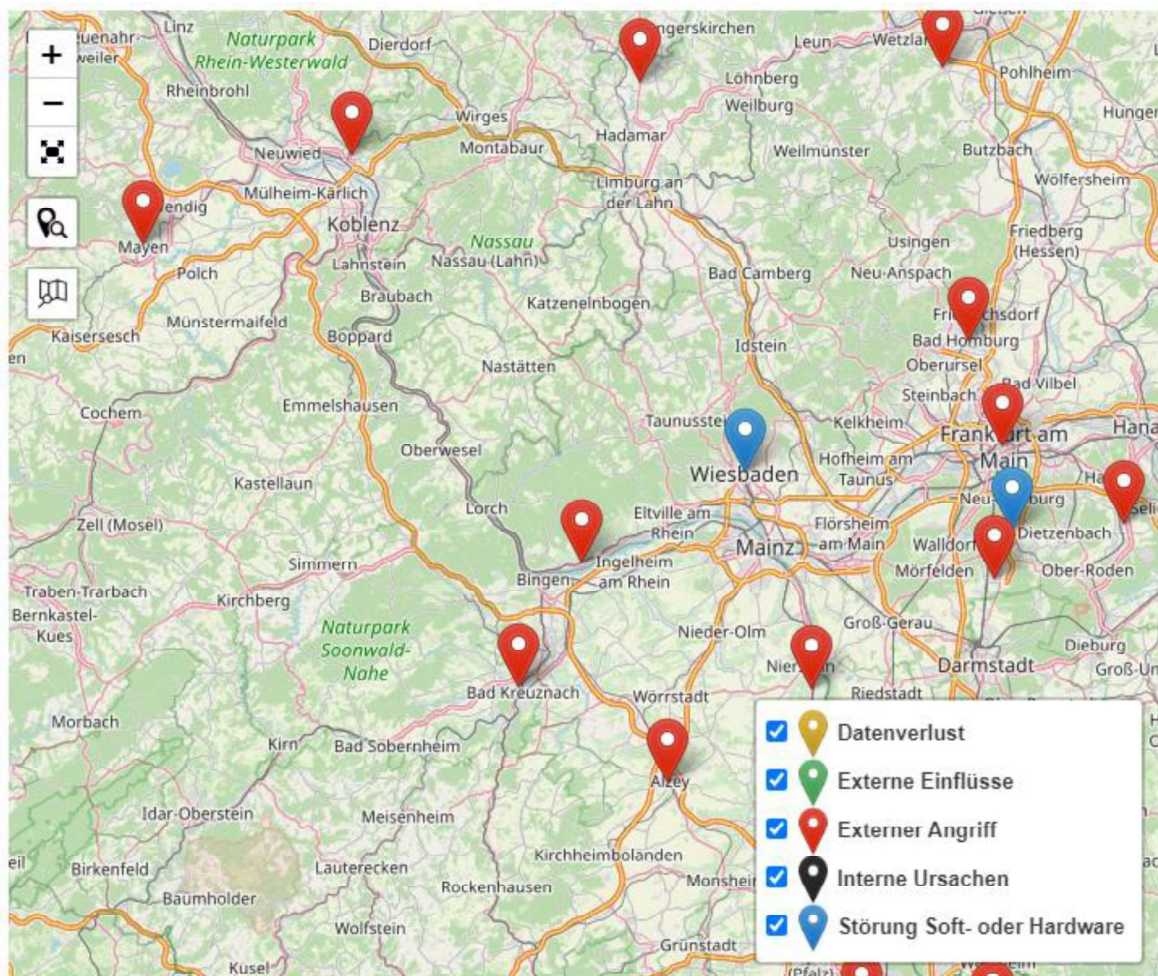 Linz
Naturpark
Rhein-Westerwald
Dierdorf
Leun
Wetzlar
Pohlheim
Rheinbrohl
Löhnberg
Weilburg
Wirges
Hadamar
Montabaur
Neuwied
Weilmünster
Butzbach
Mülheim-Kärlich
Limburg an
der Lahn
Wölfersheim
Koblenz
Mayen
Polch
Lahnstein
Nassau
Nassau (Lahn)
Usingen
Friedberg
(Hessen)
Bad Camberg
Neu-Anspach
Braubach
Katzenelnbogen
Münstermaifeld
Kaisersesch
Boppard
Idstein
Bad Homburg
Nastätten
Oberursel
Steinbach
Bad Vilbel
Cochem
Emmelshausen
Kelkheim
Frankfurt am
Main
Oberwesel
Wiesbaden
Hofheim am
Taunus
Kastellaun
Zell (Mosel)
Lorch
Eltville am
Rhein
Flörsheim
am Main
Dietzenbach
Mainz
Walldorf
Simmern
Bingen
Ingelheim
am Rhein
Mörfelden
Ober-Roden
Traben-Trarbach
Bernkastel-
Kues
Kirchberg
Naturpark
Soonwald-
Nahe
Nieder-Olm
Groß-Gerau
Dieburg
Darmstadt
Bad Kreuznach
Wörrstadt
Riedstadt
Morbach
Kirn
Bad Sobernheim
Alzey
Idar-Oberstein
Meisenheim
Birkenfeld
Lauterecken
Kirchheimbolanden
Baumholder
Rockenhausen
Wolfstein
Grünstadt
Kusel
(Pfalz)
Datenverlust
Externe Einflüsse
Externer Angriff
Interne Ursachen
Störung Soft- oder Hardware